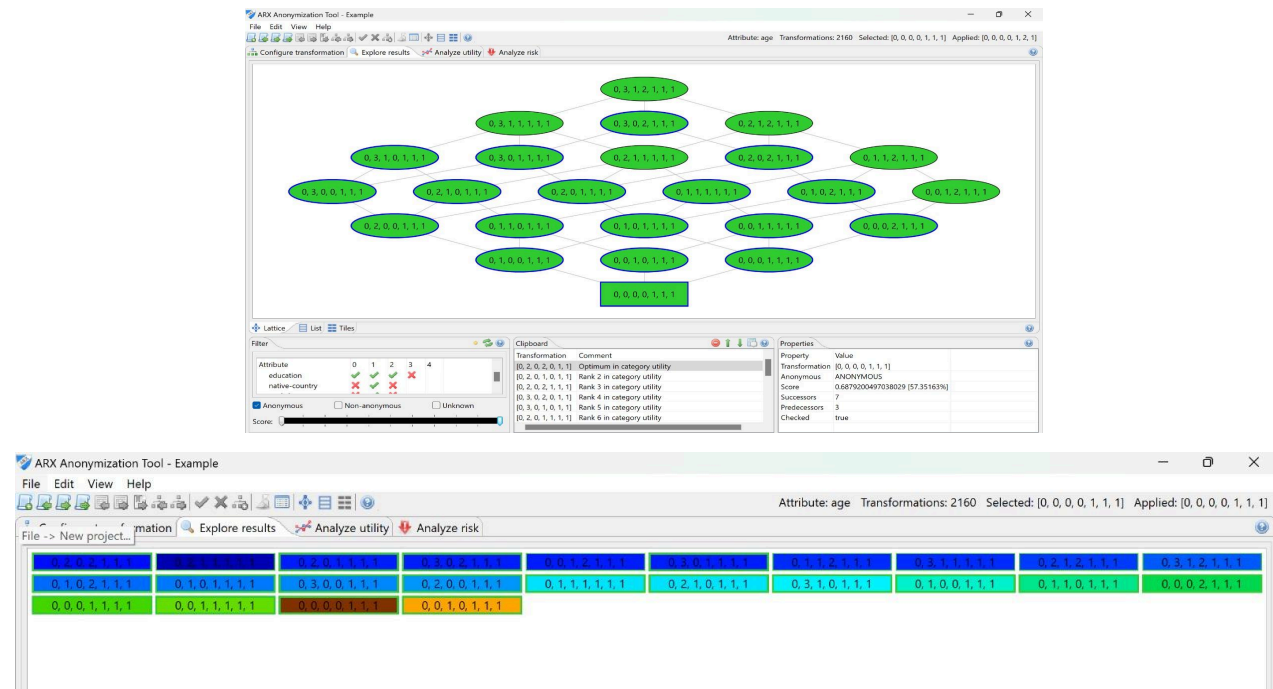 ARX Anonymization Tool - Example
File Edit View Help
Attribute: age Transformations: 2160 Selected: [0, 0, 0, 0, 1, 1, 1] Applied: [0, 0, 0, 0, 1, 2, 1]
Configure transformation Explore results Analyze utility Analyze risk
0, 3, 1, 2, 1, 1, 1
0, 3, 1, 1, 1, 1, 1 0, 3, 0, 2, 1, 1, 1 0, 2, 1, 2, 1, 1, 1
0, 3, 1, 0, 1, 1, 1 0, 3, 0, 1, 1, 1, 1 0, 2, 1, 1, 1, 1, 1 0, 2, 0, 2, 1, 1, 1 0, 1, 1, 2, 1, 1, 1
0, 3, 0, 0, 1, 1, 1 0, 2, 1, 0, 1, 1, 1 0, 2, 0, 1, 1, 1, 1 0, 1, 1, 1, 1, 1, 1 0, 1, 0, 2, 1, 1, 1 0, 0, 1, 2, 1, 1, 1
0, 2, 0, 0, 1, 1, 1 0, 1, 1, 0, 1, 1, 1 0, 1, 0, 1, 1, 1, 1 0, 0, 1, 1, 1, 1, 1 0, 0, 0, 2, 1, 1, 1
0, 1, 0, 0, 1, 1, 1 0, 0, 1, 0, 1, 1, 1 0, 0, 0, 1, 1, 1, 1
0, 0, 0, 0, 1, 1, 1
Lattice List Tiles
Filter Clipboard Properties
Transformation Comment Property Value
Attribute 0 1 2 3 4 [0, 2, 0, 2, 0, 1, 1] Optimum in category utility Transformation [0, 0, 0, 0, 1, 1, 1]
education [0, 2, 0, 1, 0, 1, 1] Rank 2 in category utility Anonymous ANONYMOUS
native-country [0, 2, 0, 2, 1, 1, 1] Rank 3 in category utility Score 0.6879200497038029 [57.35163%]
[0, 3, 0, 2, 0, 1, 1] Rank 4 in category utility Successors 7
Anonymous Non-anonymous Unknown [0, 3, 0, 1, 0, 1, 1] Rank 5 in category utility Predecessors 3
Score: [0, 2, 0, 1, 1, 1, 1] Rank 6 in category utility Checked true
ARX Anonymization Tool - Example
File Edit View Help
Attribute: age Transformations: 2160 Selected: [0, 0, 0, 0, 1, 1, 1] Applied: [0, 0, 0, 0, 1, 1, 1]
mation Explore results Analyze utility Analyze risk
File -> New project...
0, 2, 0, 2, 1, 1, 1 0, 2, 0, 1, 1, 1, 1 0, 3, 0, 2, 1, 1, 1 0, 0, 1, 2, 1, 1, 1 0, 3, 0, 1, 1, 1, 1 0, 1, 1, 2, 1, 1, 1 0, 3, 1, 1, 1, 1, 1 0, 2, 1, 2, 1, 1, 1 0, 3, 1, 2, 1, 1, 1
0, 1, 0, 2, 1, 1, 1 0, 1, 0, 1, 1, 1, 1 0, 3, 0, 0, 1, 1, 1 0, 2, 0, 0, 1, 1, 1 0, 1, 1, 1, 1, 1, 1 0, 2, 1, 0, 1, 1, 1 0, 3, 1, 0, 1, 1, 1 0, 1, 0, 0, 1, 1, 1 0, 1, 1, 0, 1, 1, 1 0, 0, 0, 2, 1, 1, 1
0, 0, 0, 1, 1, 1, 1 0, 0, 1, 1, 1, 1, 1 0, 0, 0, 0, 1, 1, 1 0, 0, 1, 0, 1, 1, 1